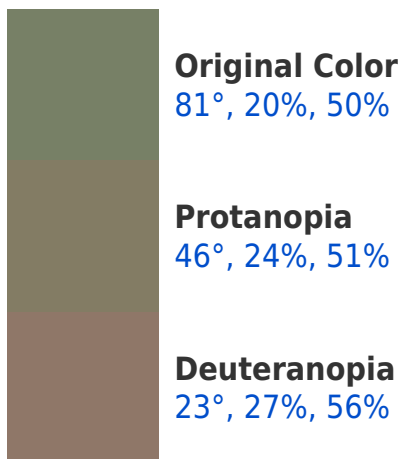 Original Color
81°, 20%, 50%
Protanopia
46°, 24%, 51%
Deuteranopia
23°, 27%, 56%